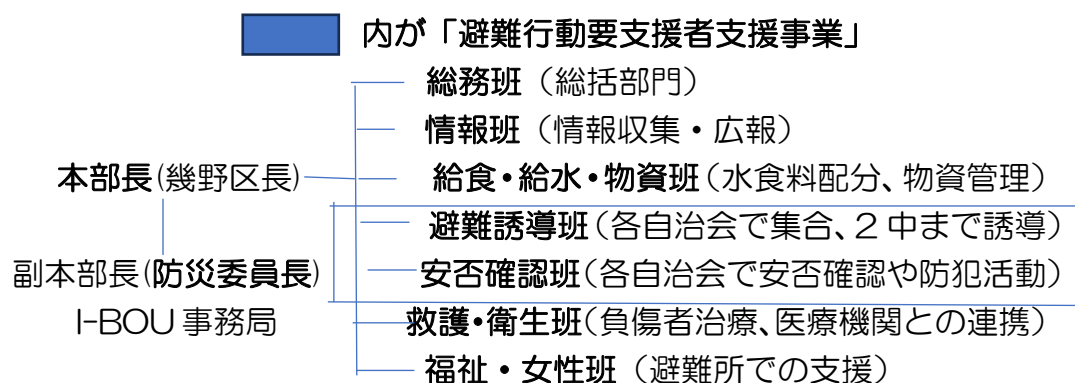 内が「避難行動要支援者支援事業」
総務班（総括部門）
情報班（情報収集・広報）
本部長(幾野区長)
給食・給水・物資班(水食料配分、物資管理)
避難誘導班(各自治会で集合、2中まで誘導)
副本部長(防災委員長)
安否確認班(各自治会で安否確認や防犯活動)
I-BOU事務局
救護・衛生班(負傷者治療、医療機関との連携)
福祉・女性班（避難所での支援）